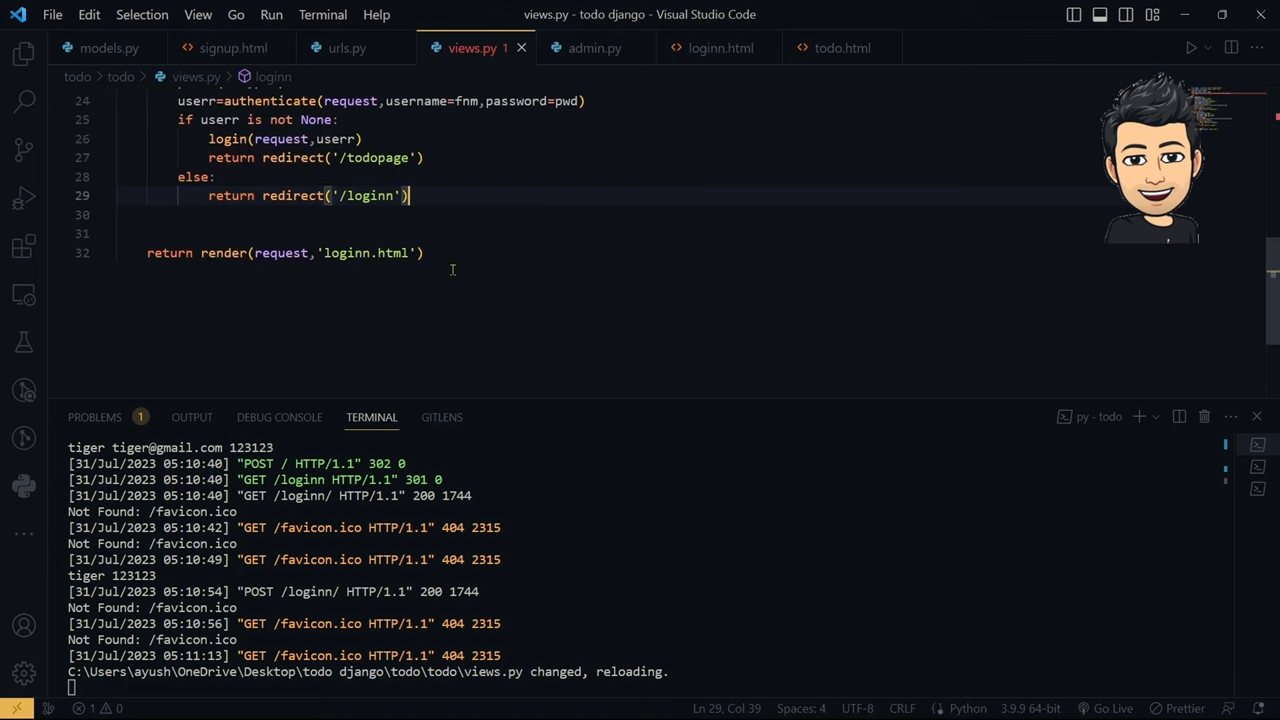 File Edit Selection View Go Run Terminal Help
views.py - todo django - Visual Studio Code
models.py signup.html urls.py views.py 1 admin.py loginn.html todo.html
todo > todo > views.py > loginn
24 userr=authenticate(request,username=fnm,password=pwd)
25 if userr is not None:
26 login(request,userr)
27 return redirect('/todopage')
28 else:
29 return redirect('/loginn')
30
31
32 return render(request,'loginn.html')
PROBLEMS 1 OUTPUT DEBUG CONSOLE TERMINAL GITLENS
py - todo
tiger tiger@gmail.com 123123
[31/Jul/2023 05:10:40] "POST / HTTP/1.1" 302 0
[31/Jul/2023 05:10:40] "GET /loginn HTTP/1.1" 301 0
[31/Jul/2023 05:10:40] "GET /loginn/ HTTP/1.1" 200 1744
Not Found: /favicon.ico
[31/Jul/2023 05:10:42] "GET /favicon.ico HTTP/1.1" 404 2315
Not Found: /favicon.ico
[31/Jul/2023 05:10:49] "GET /favicon.ico HTTP/1.1" 404 2315
tiger 123123
[31/Jul/2023 05:10:54] "POST /loginn/ HTTP/1.1" 200 1744
Not Found: /favicon.ico
[31/Jul/2023 05:10:56] "GET /favicon.ico HTTP/1.1" 404 2315
Not Found: /favicon.ico
[31/Jul/2023 05:11:13] "GET /favicon.ico HTTP/1.1" 404 2315
C:\Users\ayush\OneDrive\Desktop\todo django\todo\todo\views.py changed, reloading.
1 0 Ln 29, Col 39 Spaces: 4 UTF-8 CRLF Python 3.9.9 64-bit Go Live Prettier